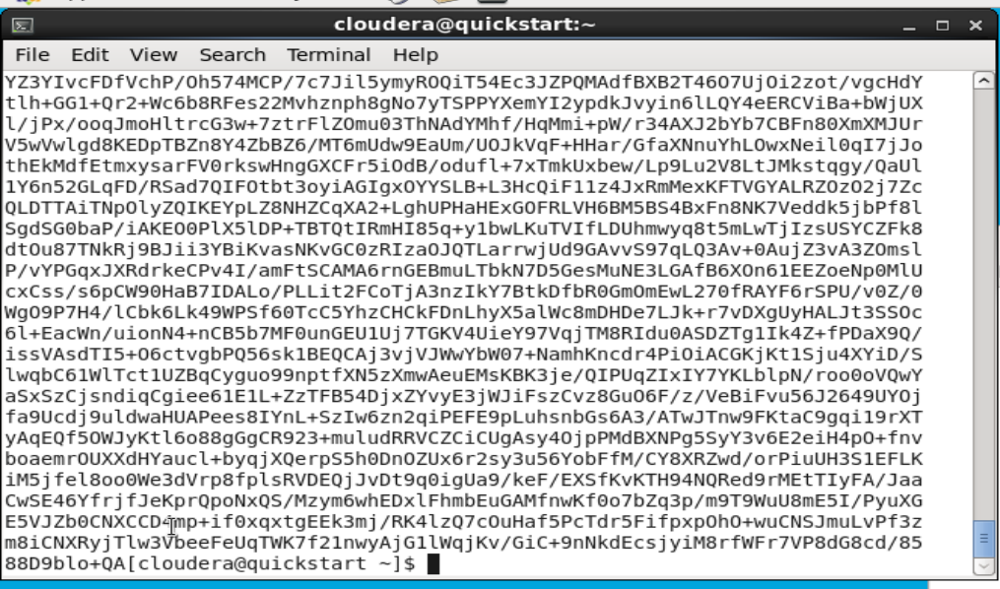 cloudera@quickstart:~
File Edit View Search Terminal Help
YZ3YIvcFDfVchP/Oh574MCP/7c7Jil5ymyROQiT54Ec3JZPQMAdfBXB2T46O7UjOi2zot/vgcHdY
tlh+GG1+Qr2+Wc6b8RFes22Mvhznph8gNo7yTSPPYXemYI2ypdkJvyin6lLQY4eERCViBa+bWjUX
l/jPx/ooqJmoHltrcG3w+7ztrFlZOmu03ThNAdYMhf/HqMmi+pW/r34AXJ2bYb7CBFn80XmXMJUr
V5wVwlgd8KEDpTBZn8Y4ZbBZ6/MT6mUdw9EaUm/UOJkVqF+HHar/GfaXNnuYhLOwxNeil0qI7jJo
thEkMdfEtmxysarFV0rkswHngGXCFr5iOdB/odufl+7xTmkUxbew/Lp9Lu2V8LtJMkstqgy/QaUl
1Y6n52GLqFD/RSad7QIFOtbt3oyiAGIgxOYYSLB+L3HcQiF11z4JxRmMexKFTVGYALRZOzO2j7Zc
QLDTTAiTNpOlyZQIKEYpLZ8NHZCqXA2+LghUPHaHExGOFRLVH6BM5BS4BxFn8NK7Veddk5jbPf8l
SgdSG0baP/iAKEO0PlX5lDP+TBTQtIRmHI85q+y1bwLKuTVIfLDUhmwyq8t5mLwTjIzsUSYCZFk8
dtOu87TNkRj9BJii3YBiKvasNKvGC0zRIzaOJQTLarrwjUd9GAvvS97qLQ3Av+0AujZ3vA3ZOmsl
P/vYPGqxJXRdrkeCPv4I/amFtSCAMA6rnGEBmuLTbkN7D5GesMuNE3LGAfB6XOn61EEZoeNp0MlU
cxCss/s6pCW90HaB7IDALo/PLLit2FCoTjA3nzIkY7BtkDfbR0GmOmEwL270fRAYF6rSPU/v0Z/0
WgO9P7H4/lCbk6Lk49WPSf60TcC5YhzCHCkFDnLhyX5alWc8mDHDe7LJk+r7vDXgUyHALJt3SSOc
6l+EacWn/uionN4+nCB5b7MF0unGEU1Uj7TGKV4UieY97VqjTM8RIdu0ASDZTg1Ik4Z+fPDaX9Q/
issVAsdTI5+O6ctvgbPQ56sk1BEQCAj3vjVJWwYbW07+NamhKncdr4PiOiACGKjKt1Sju4XYiD/S
lwqbC61WlTct1UZBqCyguo99nptfXN5zXmwAeuEMsKBK3je/QIPUqZIxIY7YKLblpN/roo0oVQwY
aSxSzCjsndiqCgiee61E1L+ZzTFB54DjxZYvyE3jWJiFszCvz8GuO6F/z/VeBiFvu56J2649UYOj
fa9Ucdj9uldwaHUAPees8IYnL+SzIw6zn2qiPEFE9pLuhsnbGs6A3/ATwJTnw9FKtaC9gqi19rXT
yAqEQf5OWJyKtl6o88gGgCR923+muludRRVCZCiCUgAsy4OjpPMdBXNPg5SyY3v6E2eiH4pO+fnv
boaemrOUXXdHYaucl+byqjXQerpS5h0DnOZUx6r2sy3u56YobFfM/CY8XRZwd/orPiuUH3S1EFLK
iM5jfel8oo0We3dVrp8fplsRVDEQjJvDt9q0igUa9/keF/EXSfKvKTH94NQRed9rMEtTIyFA/Jaa
CwSE46YfrjfJeKprQpoNxQS/Mzym6whEDxlFhmbEuGAMfnwKf0o7bZq3p/m9T9WuU8mE5I/PyuXG
E5VJZb0CNXCCD4mp+if0xqxtgEEk3mj/RK4lzQ7cOuHaf5PcTdr5FifpxpOhO+wuCNSJmuLvPf3z
m8iCNXRyjTlw3VbeeFeUqTWK7f21nwyAjG1lWqjKv/GiC+9nNkdEcsjyiM8rfWFr7VP8dG8cd/85
88D9blo+QA[cloudera@quickstart ~]$